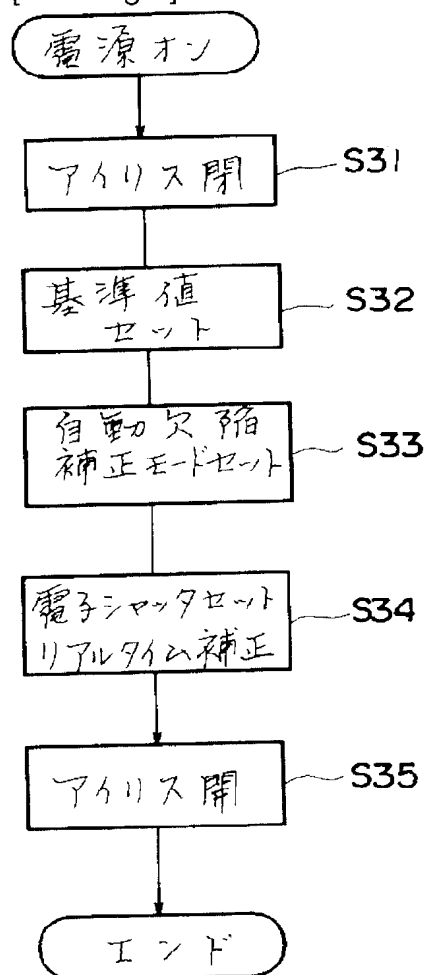 電源オン
アイリス閉
S31
基準値
セット
S32
自動欠陥
補正モードセット
S33
電子シャッタセット
リアルタイム補正
S34
アイリス開
S35
エンド